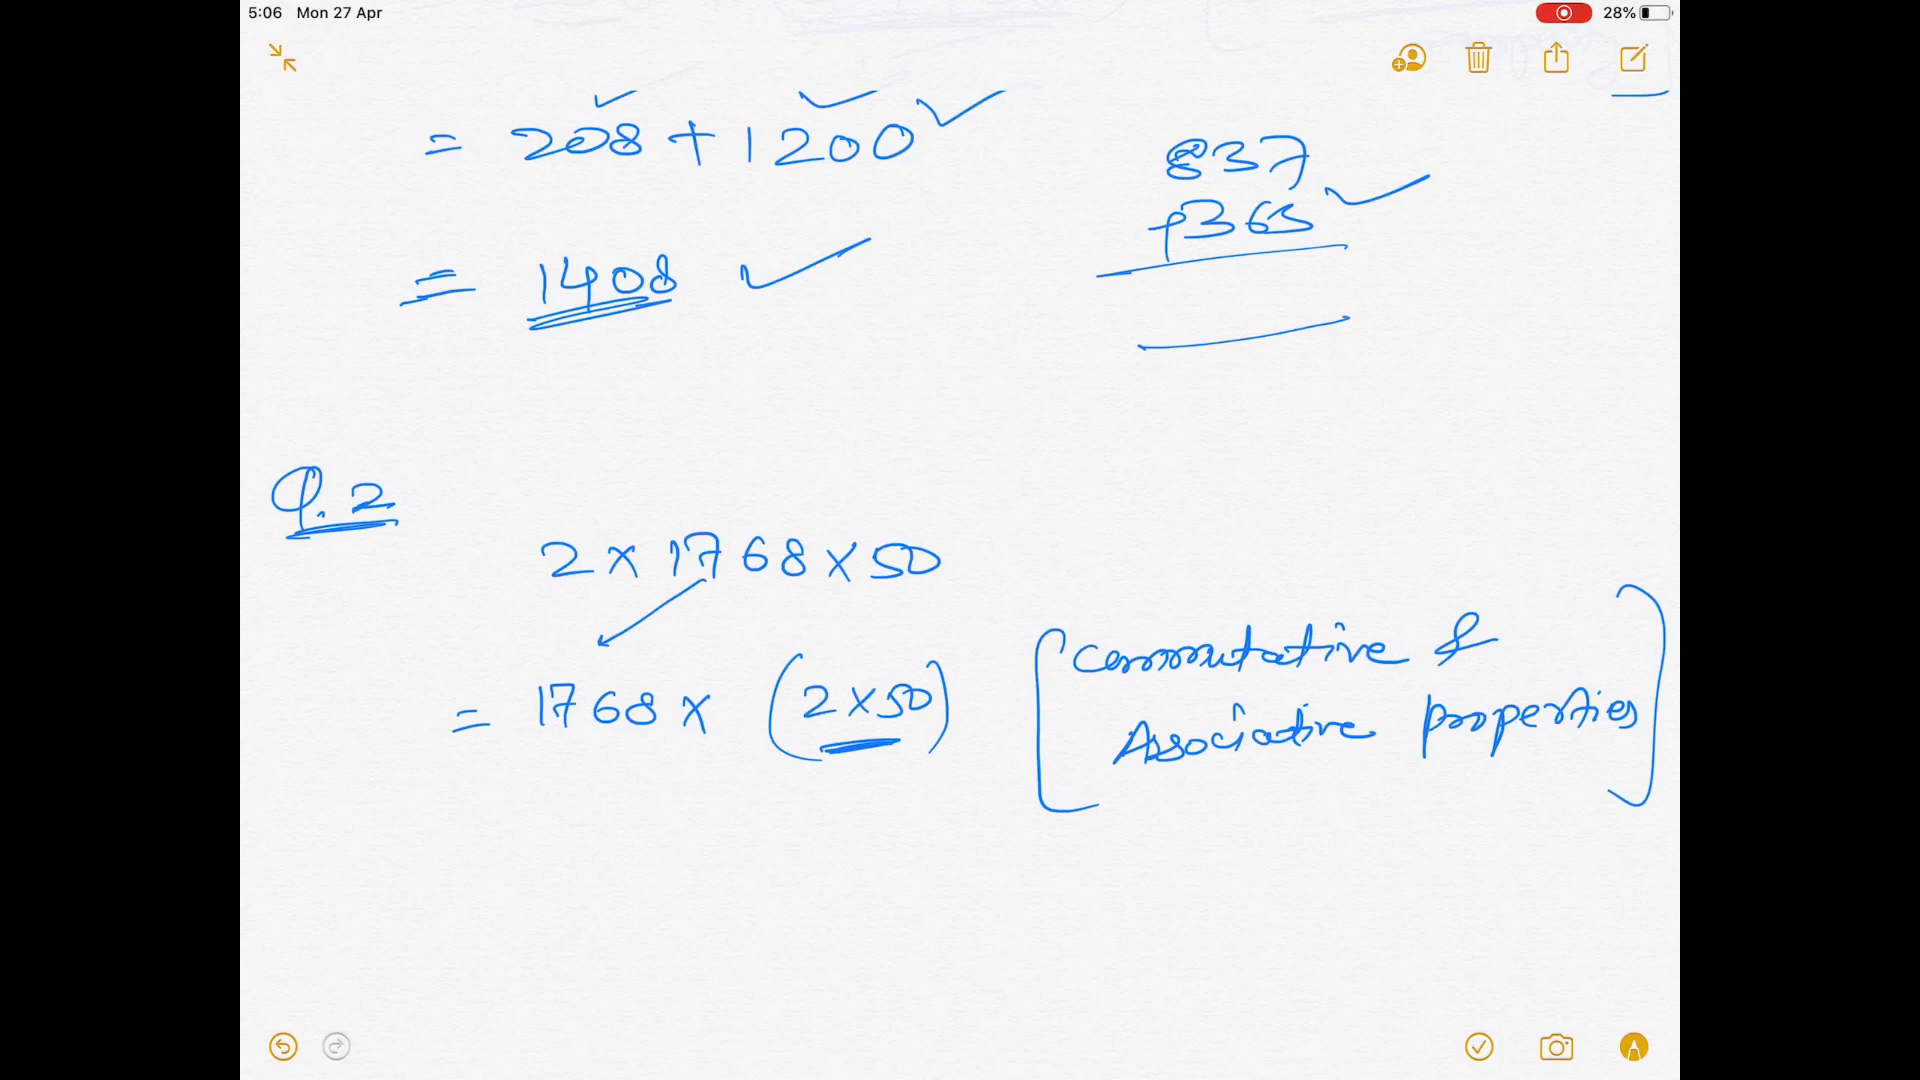 5:06 Mon 27 Apr
28%
= 208 + 1200
= 1408
837
+363
Q.2
2 x 1768 x 50
= 1768 x (2 x 50)
[Commutative &
Associative properties]